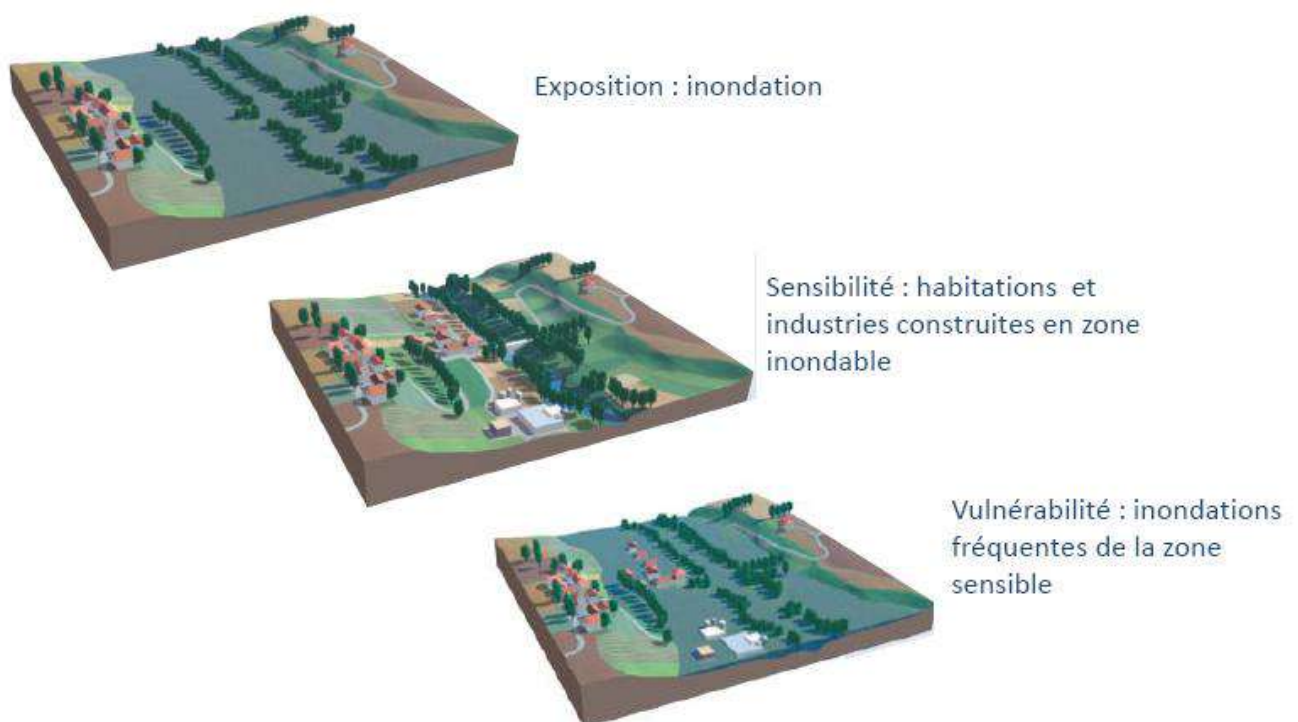 Exposition : inondation
Sensibilité : habitations et
industries construites en zone
inondable
Vulnérabilité : inondations
fréquentes de la zone
sensible